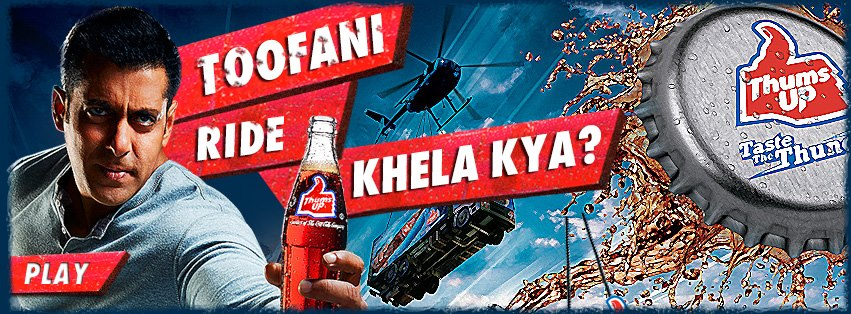 TOOFANI
RIDE
KHELA KYA?
PLAY
Thums
UP
Thums
UP
Taste
The Thun